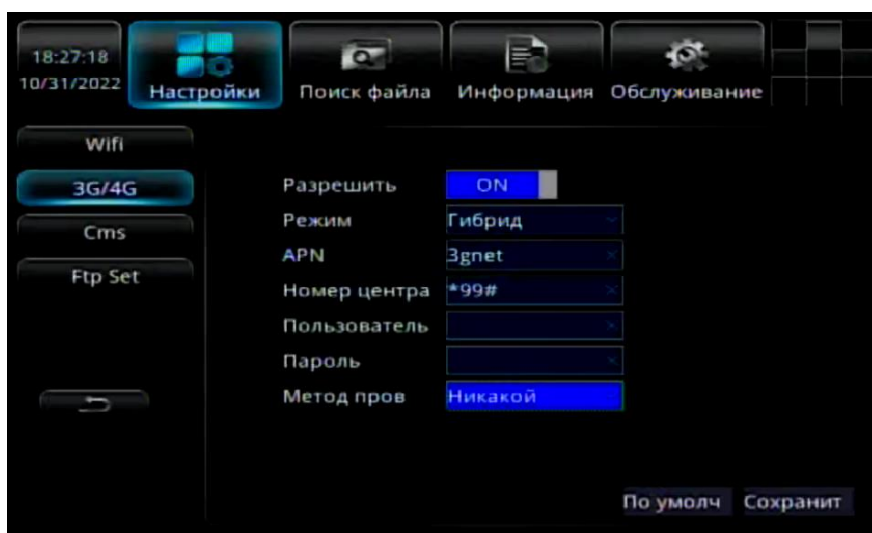 18:27:18
10/31/2022
Настройки
Поиск файла
Информация
Обслуживание
Wifi
3G/4G
Cms
Ftp Set
Разрешить ON
Режим Гибрид
APN 3gnet
Номер центра *99#
Пользователь
Пароль
Метод пров Никакой
По умолч Сохранит